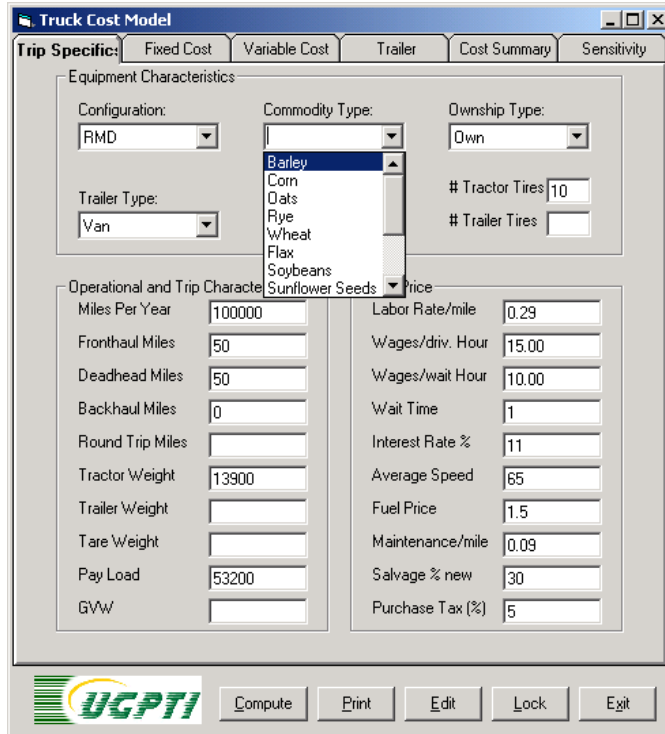 Truck Cost Model
Trip Specifics Fixed Cost Variable Cost Trailer Cost Summary Sensitivity
Equipment Characteristics
Configuration: Commodity Type: Ownship Type:
RMD Own
Barley
Corn
Oats
Rye
Wheat
Flax
Soybeans
Sunflower Seeds
Trailer Type:
Van
# Tractor Tires 10
# Trailer Tires
Operational and Trip Characte
Miles Per Year 100000
Fronthaul Miles 50
Deadhead Miles 50
Backhaul Miles 0
Round Trip Miles
Tractor Weight 13900
Trailer Weight
Tare Weight
Pay Load 53200
GVW
Price
Labor Rate/mile 0.29
Wages/driv. Hour 15.00
Wages/wait Hour 10.00
Wait Time 1
Interest Rate % 11
Average Speed 65
Fuel Price 1.5
Maintenance/mile 0.09
Salvage % new 30
Purchase Tax (%) 5
UGPTI Compute Print Edit Lock Exit